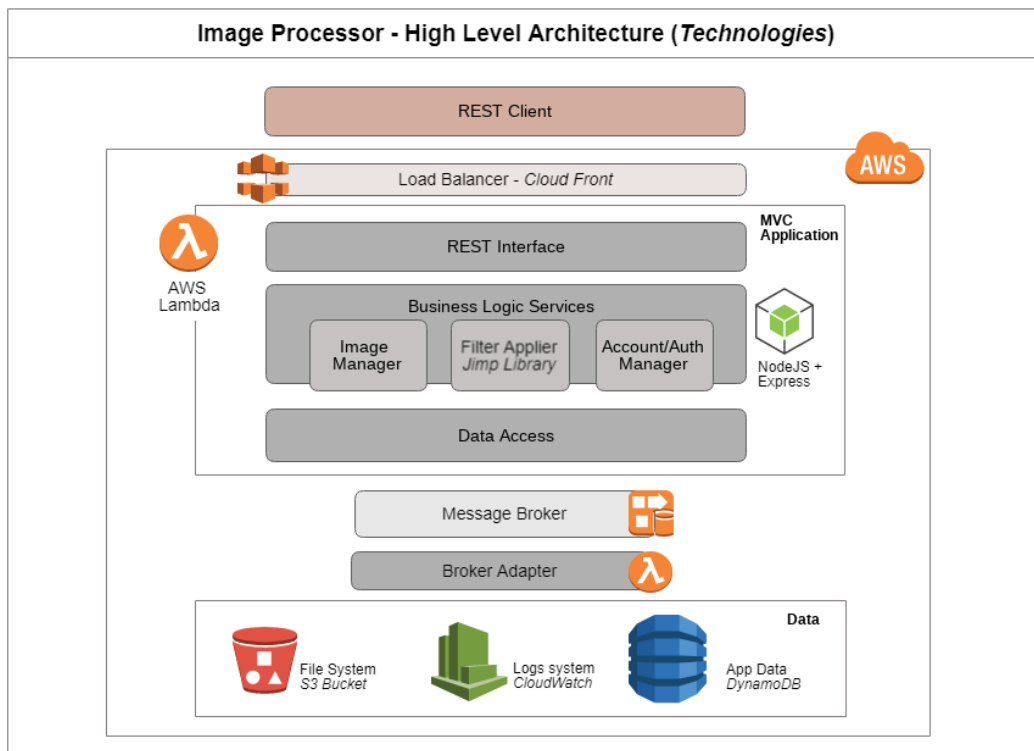 Image Processor - High Level Architecture (Technologies)
REST Client
AWS
Load Balancer - Cloud Front
MVC
Application
REST Interface
AWS
Lambda
Business Logic Services
Image
Manager
Filter Applier
Jimp Library
Account/Auth
Manager
NodeJS +
Express
Data Access
Message Broker
Broker Adapter
Data
File System
S3 Bucket
Logs system
CloudWatch
App Data
DynamoDB